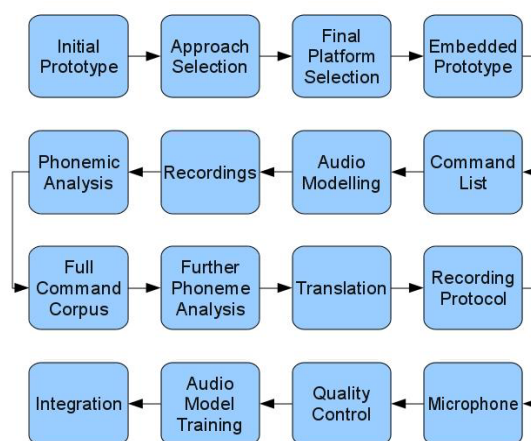 Initial
Prototype
Approach
Selection
Final
Platform
Selection
Embedded
Prototype
Phonemic
Analysis
Recordings
Audio
Modelling
Command
List
Full
Command
Corpus
Further
Phoneme
Analysis
Translation
Recording
Protocol
Integration
Audio
Model
Training
Quality
Control
Microphone